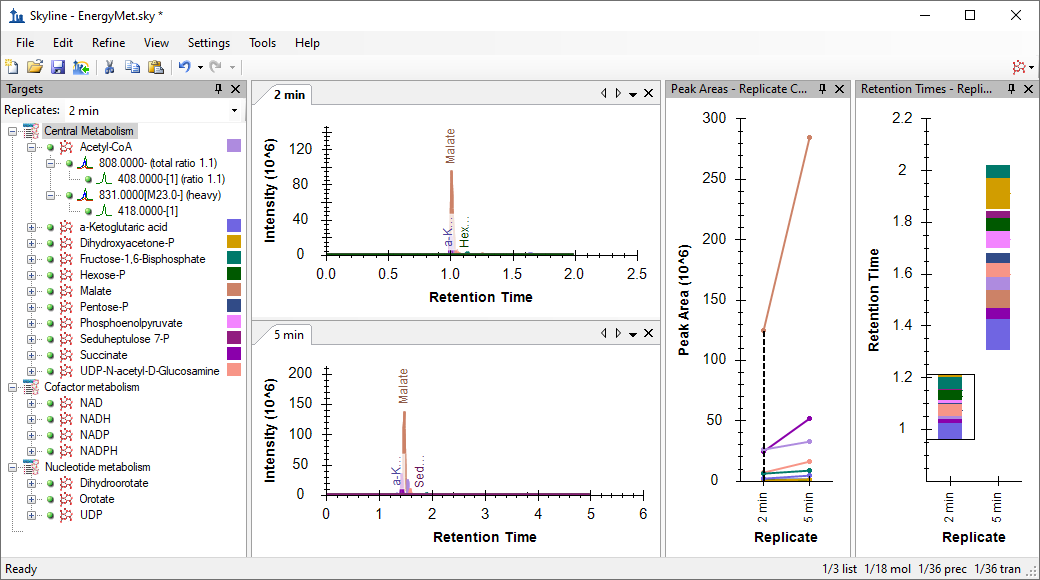 Skyline - EnergyMet.sky *
File Edit Refine View Settings Tools Help
Targets
Replicates: 2 min
Central Metabolism
Acetyl-CoA
808.0000- (total ratio 1.1)
408.0000-[1] (ratio 1.1)
831.0000[M23.0-] (heavy)
418.0000-[1]
a-Ketoglutaric acid
Dihydroxyacetone-P
Fructose-1,6-Bisphosphate
Hexose-P
Malate
Pentose-P
Phosphoenolpyruvate
Seduheptulose 7-P
Succinate
UDP-N-acetyl-D-Glucosamine
Cofactor metabolism
NAD
NADH
NADP
NADPH
Nucleotide metabolism
Dihydroorotate
Orotate
UDP
2 min
Intensity (10^6)
120
80
40
0
Malate
a-K...
Hex...
0.0 0.5 1.0 1.5 2.0 2.5
Retention Time
5 min
Intensity (10^6)
200
150
100
50
0
Malate
a-K...
Sed...
0 1 2 3 4 5 6
Retention Time
Peak Areas - Replicate C...
Peak Area (10^6)
300
250
200
150
100
50
0
2 min 5 min
Replicate
Retention Times - Repli...
Retention Time
2.2
2
1.8
1.6
1.4
1.2
1
2 min 5 min
Replicate
Ready
1/3 list 1/18 mol 1/36 prec 1/36 tran